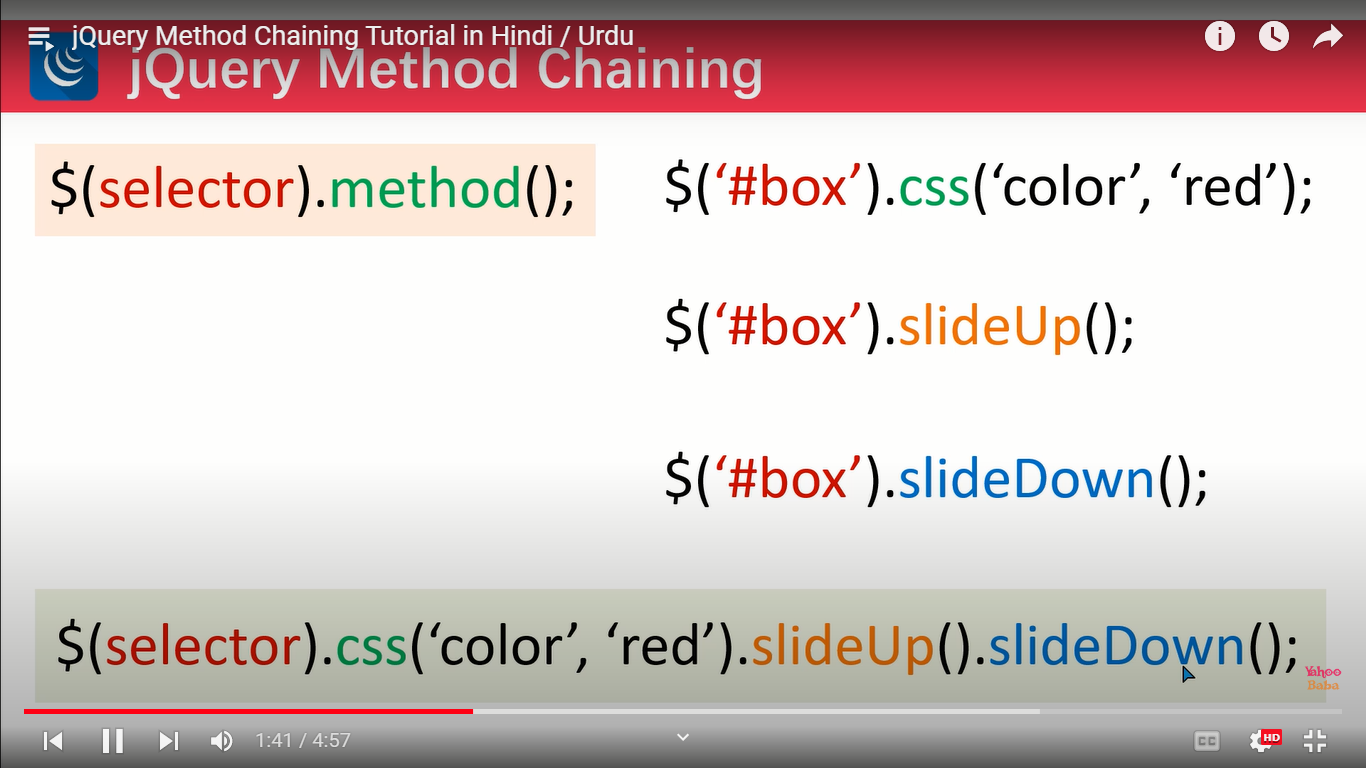 jQuery Method Chaining Tutorial in Hindi / Urdu
jQuery Method Chaining
$(selector).method();
$(‘#box’).css(‘color’, ‘red’);
$(‘#box’).slideUp();
$(‘#box’).slideDown();
$(selector).css(‘color’, ‘red’).slideUp().slideDown();
Yahoo
Baba
1:41 / 4:57
CC
HD